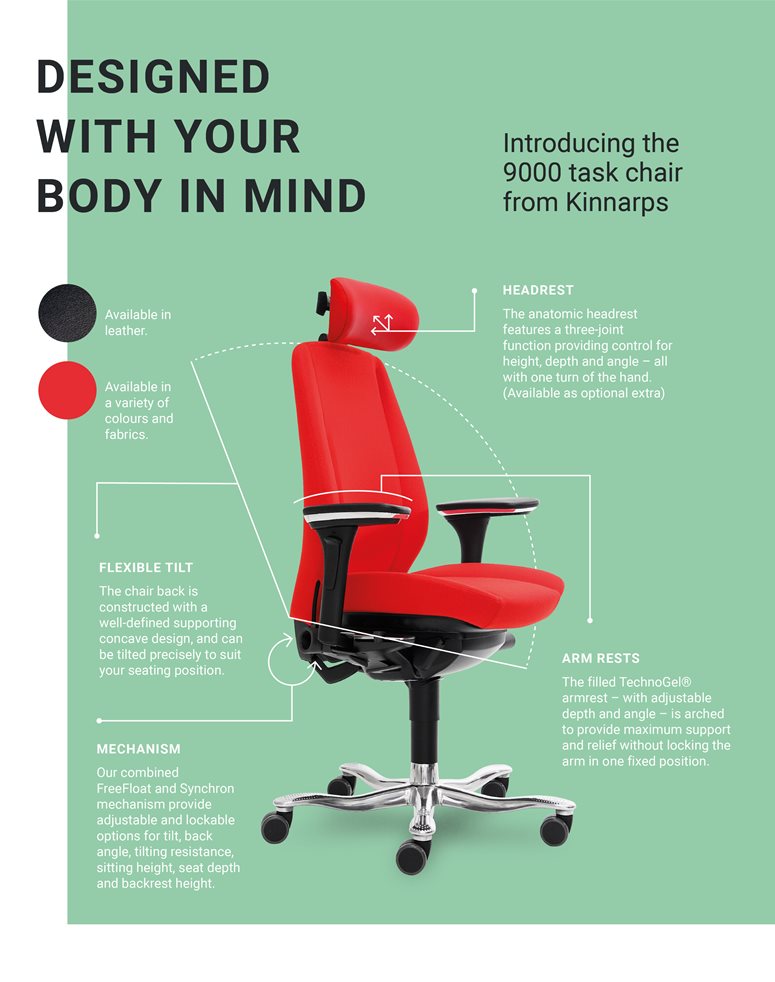 DESIGNED
WITH YOUR
BODY IN MIND
Introducing the
9000 task chair
from Kinnarps
Available in
leather.
Available in
a variety of
colours and
fabrics.
HEADREST
The anatomic headrest
features a three-joint
function providing control for
height, depth and angle – all
with one turn of the hand.
(Available as optional extra)
FLEXIBLE TILT
The chair back is
constructed with a
well-defined supporting
concave design, and can
be tilted precisely to suit
your seating position.
ARM RESTS
The filled TechnoGel®
armrest – with adjustable
depth and angle – is arched
to provide maximum support
and relief without locking the
arm in one fixed position.
MECHANISM
Our combined
FreeFloat and Synchron
mechanism provide
adjustable and lockable
options for tilt, back
angle, tilting resistance,
sitting height, seat depth
and backrest height.